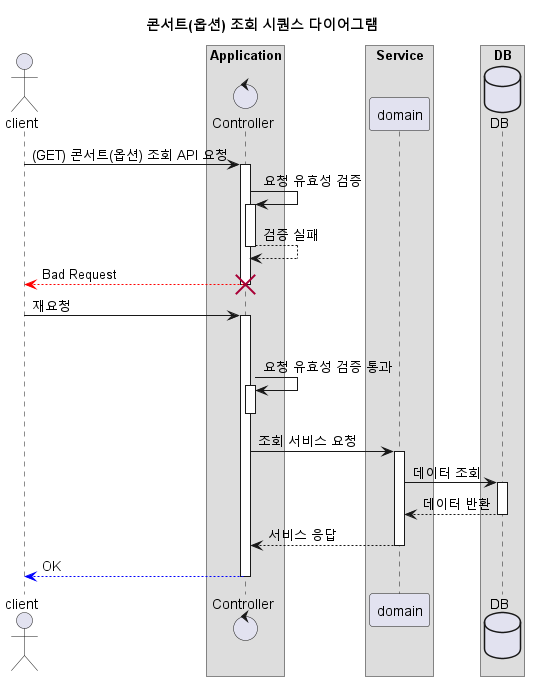 콘서트(옵션) 조회 시퀀스 다이어그램
Application
Service
DB
client
Controller
domain
DB
(GET) 콘서트(옵션) 조회 API 요청
요청 유효성 검증
검증 실패
Bad Request
재요청
요청 유효성 검증 통과
조회 서비스 요청
데이터 조회
데이터 반환
서비스 응답
OK
client
Controller
domain
DB